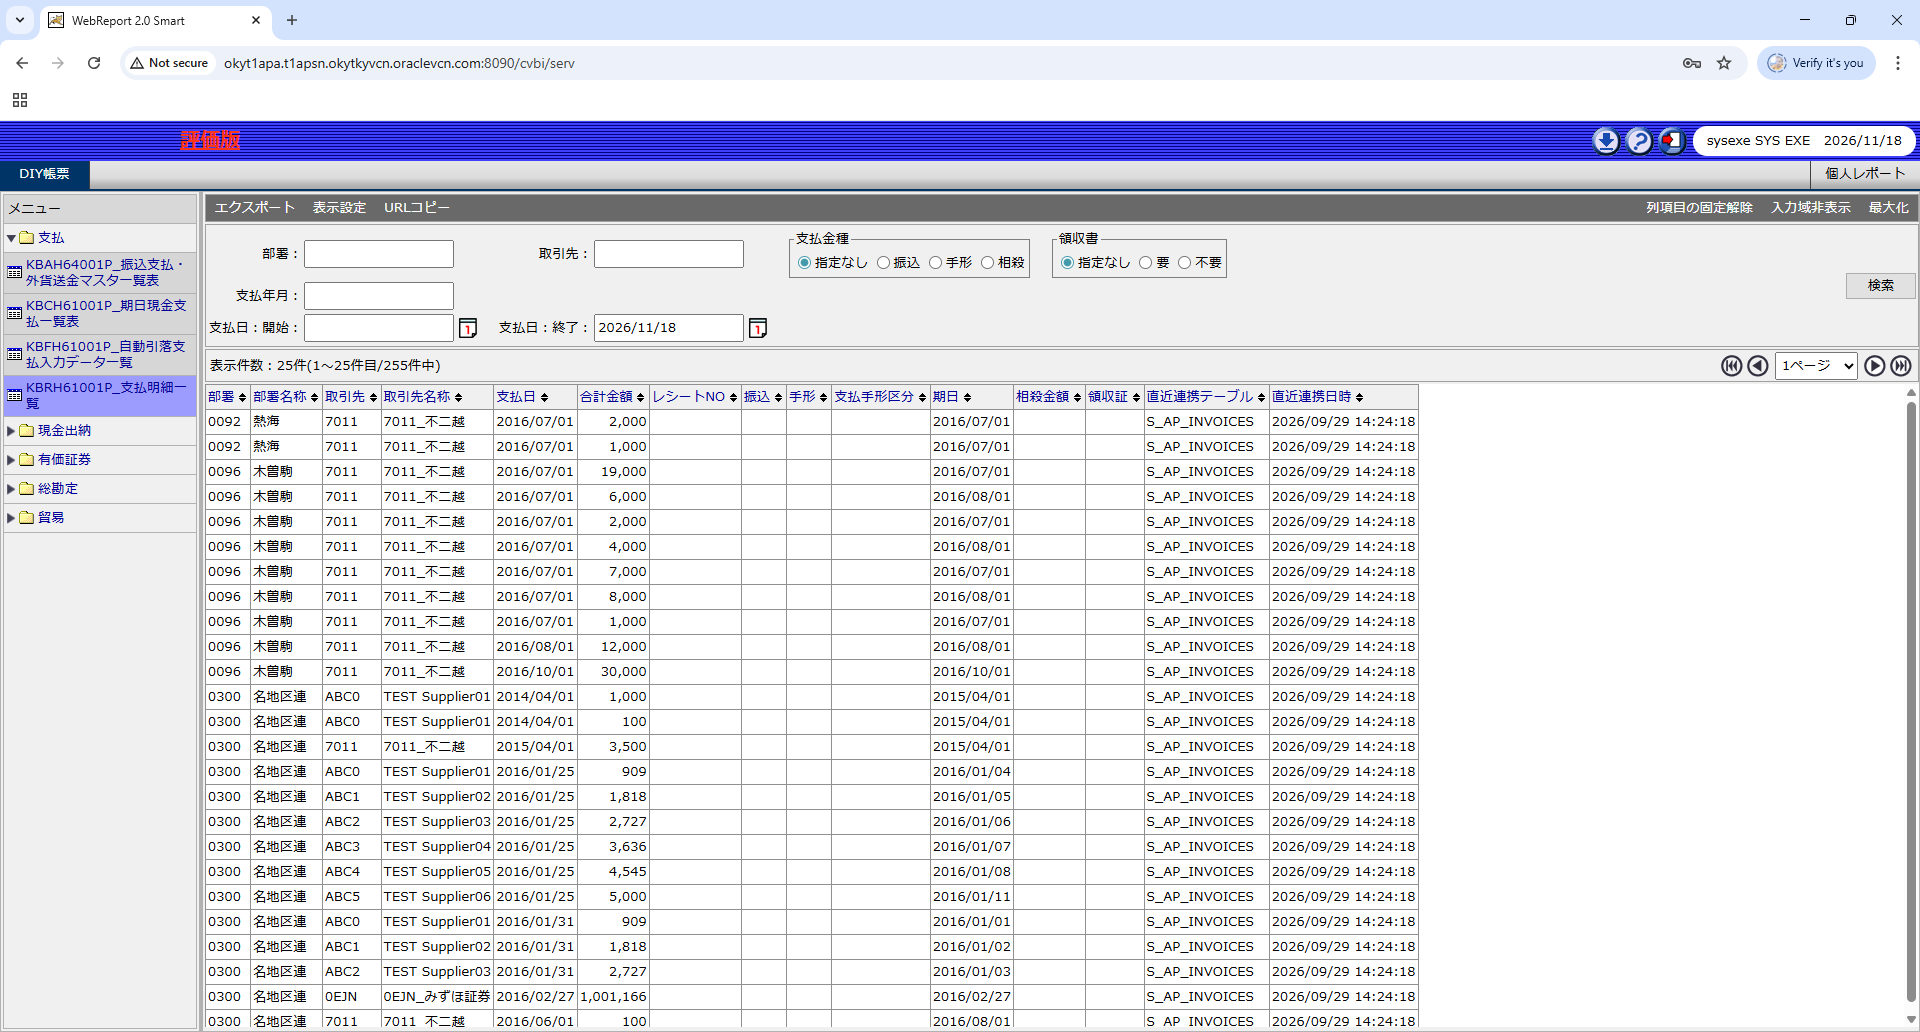 WebReport 2.0 Smart
Not secure
okyt1apa.t1apsn.okytkyvcn.oraclevcn.com:8090/cvbi/serv
Verify it's you
評価版
sysexe SYS EXE 2026/11/18
DIY帳票
個人レポート
メニュー
支払
KBAH64001P_振込支払・
外貨送金マスタ一覧表
KBCH61001P_期日現金支
払一覧表
KBFH61001P_自動引落支
払入力データ一覧
KBRH61001P_支払明細一
覧
現金出納
有価証券
総勘定
貿易
エクスポート 表示設定 URLコピー
列項目の固定解除 入力域非表示 最大化
部署：
取引先：
支払金種
指定なし 振込 手形 相殺
領収書
指定なし 要 不要
支払年月：
検索
支払日：開始： 1
支払日：終了： 2026/11/18 1
表示件数：25件(1～25件目/255件中)
1ページ
部署 部署名称 取引先 取引先名称 支払日 合計金額 レシートNO 振込 手形 支払手形区分 期日 相殺金額 領収証 直近連携テーブル 直近連携日時
0092 熱海 7011 7011_不二越 2016/07/01 2,000 2016/07/01 S_AP_INVOICES 2026/09/29 14:24:18
0092 熱海 7011 7011_不二越 2016/07/01 1,000 2016/07/01 S_AP_INVOICES 2026/09/29 14:24:18
0096 木曽駒 7011 7011_不二越 2016/07/01 19,000 2016/07/01 S_AP_INVOICES 2026/09/29 14:24:18
0096 木曽駒 7011 7011_不二越 2016/07/01 6,000 2016/08/01 S_AP_INVOICES 2026/09/29 14:24:18
0096 木曽駒 7011 7011_不二越 2016/07/01 2,000 2016/07/01 S_AP_INVOICES 2026/09/29 14:24:18
0096 木曽駒 7011 7011_不二越 2016/07/01 4,000 2016/08/01 S_AP_INVOICES 2026/09/29 14:24:18
0096 木曽駒 7011 7011_不二越 2016/07/01 7,000 2016/07/01 S_AP_INVOICES 2026/09/29 14:24:18
0096 木曽駒 7011 7011_不二越 2016/07/01 8,000 2016/08/01 S_AP_INVOICES 2026/09/29 14:24:18
0096 木曽駒 7011 7011_不二越 2016/07/01 1,000 2016/07/01 S_AP_INVOICES 2026/09/29 14:24:18
0096 木曽駒 7011 7011_不二越 2016/08/01 12,000 2016/08/01 S_AP_INVOICES 2026/09/29 14:24:18
0096 木曽駒 7011 7011_不二越 2016/10/01 30,000 2016/10/01 S_AP_INVOICES 2026/09/29 14:24:18
0300 名地区連 ABC0 TEST Supplier01 2014/04/01 1,000 2015/04/01 S_AP_INVOICES 2026/09/29 14:24:18
0300 名地区連 ABC0 TEST Supplier01 2014/04/01 100 2015/04/01 S_AP_INVOICES 2026/09/29 14:24:18
0300 名地区連 7011 7011_不二越 2015/04/01 3,500 2015/04/01 S_AP_INVOICES 2026/09/29 14:24:18
0300 名地区連 ABC0 TEST Supplier01 2016/01/25 909 2016/01/04 S_AP_INVOICES 2026/09/29 14:24:18
0300 名地区連 ABC1 TEST Supplier02 2016/01/25 1,818 2016/01/05 S_AP_INVOICES 2026/09/29 14:24:18
0300 名地区連 ABC2 TEST Supplier03 2016/01/25 2,727 2016/01/06 S_AP_INVOICES 2026/09/29 14:24:18
0300 名地区連 ABC3 TEST Supplier04 2016/01/25 3,636 2016/01/07 S_AP_INVOICES 2026/09/29 14:24:18
0300 名地区連 ABC4 TEST Supplier05 2016/01/25 4,545 2016/01/08 S_AP_INVOICES 2026/09/29 14:24:18
0300 名地区連 ABC5 TEST Supplier06 2016/01/25 5,000 2016/01/11 S_AP_INVOICES 2026/09/29 14:24:18
0300 名地区連 ABC0 TEST Supplier01 2016/01/31 909 2016/01/01 S_AP_INVOICES 2026/09/29 14:24:18
0300 名地区連 ABC1 TEST Supplier02 2016/01/31 1,818 2016/01/02 S_AP_INVOICES 2026/09/29 14:24:18
0300 名地区連 ABC2 TEST Supplier03 2016/01/31 2,727 2016/01/03 S_AP_INVOICES 2026/09/29 14:24:18
0300 名地区連 0EJN 0EJN_みずほ証券 2016/02/27 1,001,166 2016/02/27 S_AP_INVOICES 2026/09/29 14:24:18
0300 名地区連 7011 7011_不二越 2016/06/01 100 2016/08/01 S_AP_INVOICES 2026/09/29 14:24:18